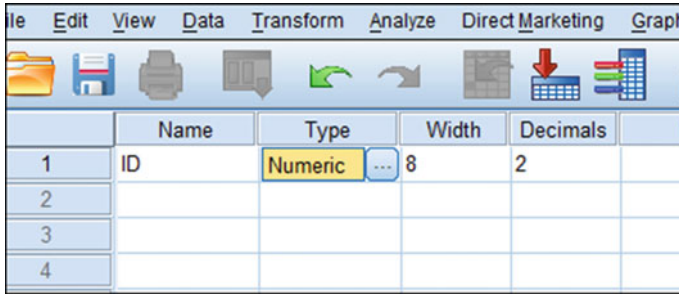 ile Edit View Data Transform Analyze Direct Marketing Graph
Name Type Width Decimals
1 ID Numeric ... 8 2
2
3
4